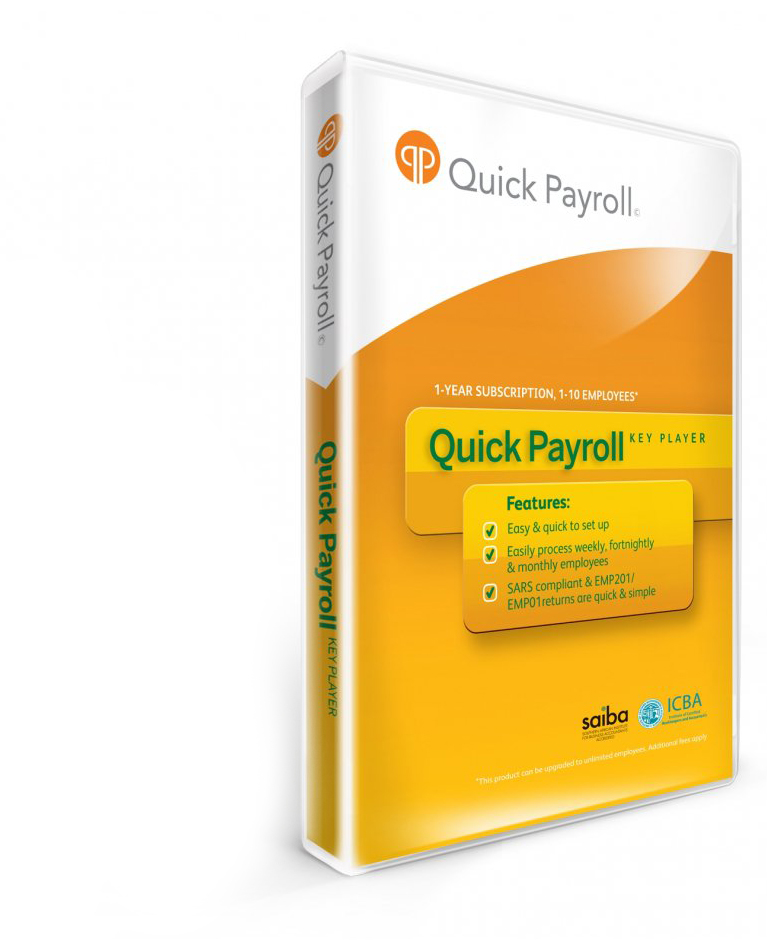 Quick Payroll©
Quick Payroll©
Quick Payroll KEY PLAYER
1-YEAR SUBSCRIPTION, 1-10 EMPLOYEES*
Quick Payroll KEY PLAYER
Features:
Easy & quick to set up
Easily process weekly, fortnightly
& monthly employees
SARS compliant & EMP201/
EMP01returns are quick & simple
saiba
ICBA
*This product can be upgraded to unlimited employees. Additional fees apply